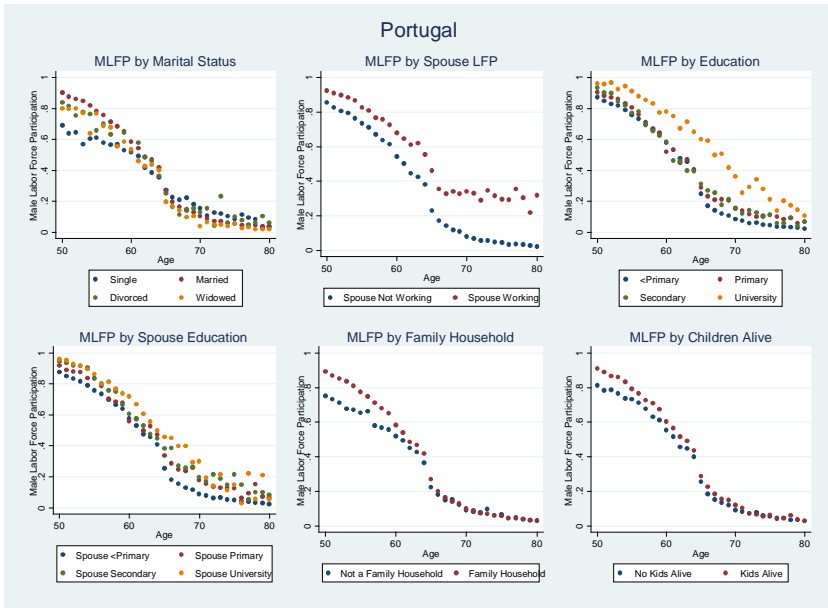 Portugal
MLFP by Marital Status
Male Labor Force Participation
1
.8
.6
.4
.2
0
50 60 70 80
Age
Single Married
Divorced Widowed
MLFP by Spouse LFP
Male Labor Force Participation
1
.8
.6
.4
.2
0
50 60 70 80
Age
Spouse Not Working Spouse Working
MLFP by Education
Male Labor Force Participation
1
.8
.6
.4
.2
0
50 60 70 80
Age
<Primary Primary
Secondary University
MLFP by Spouse Education
Male Labor Force Participation
1
.8
.6
.4
.2
0
50 60 70 80
Age
Spouse <Primary Spouse Primary
Spouse Secondary Spouse University
MLFP by Family Household
Male Labor Force Participation
1
.8
.6
.4
.2
0
50 60 70 80
Age
Not a Family Household Family Household
MLFP by Children Alive
Male Labor Force Participation
1
.8
.6
.4
.2
0
50 60 70 80
Age
No Kids Alive Kids Alive